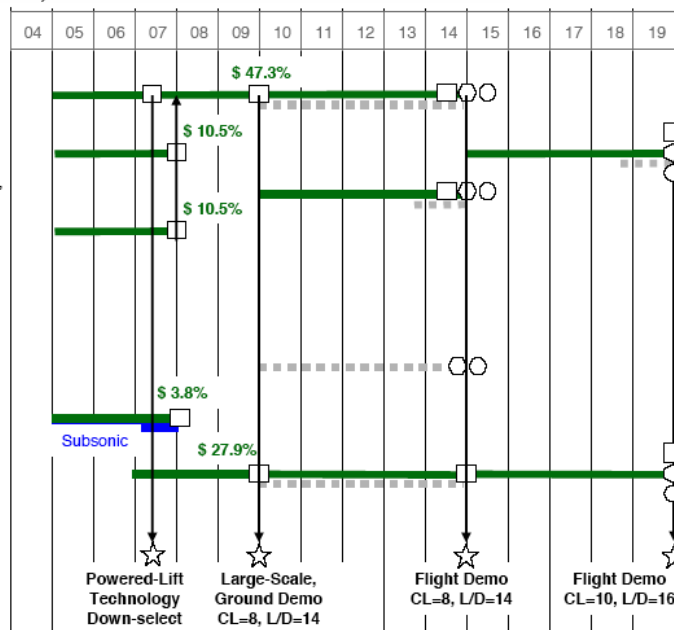 04 05 06 07 08 09 10 11 12 13 14 15 16 17 18 19
$ 47.3%
$ 10.5%
$ 10.5%
$ 3.8%
Subsonic
$ 27.9%
Powered-Lift
Technology
Down-select
Large-Scale,
Ground Demo
CL=8, L/D=14
Flight Demo
CL=8, L/D=14
Flight Demo
CL=10, L/D=16